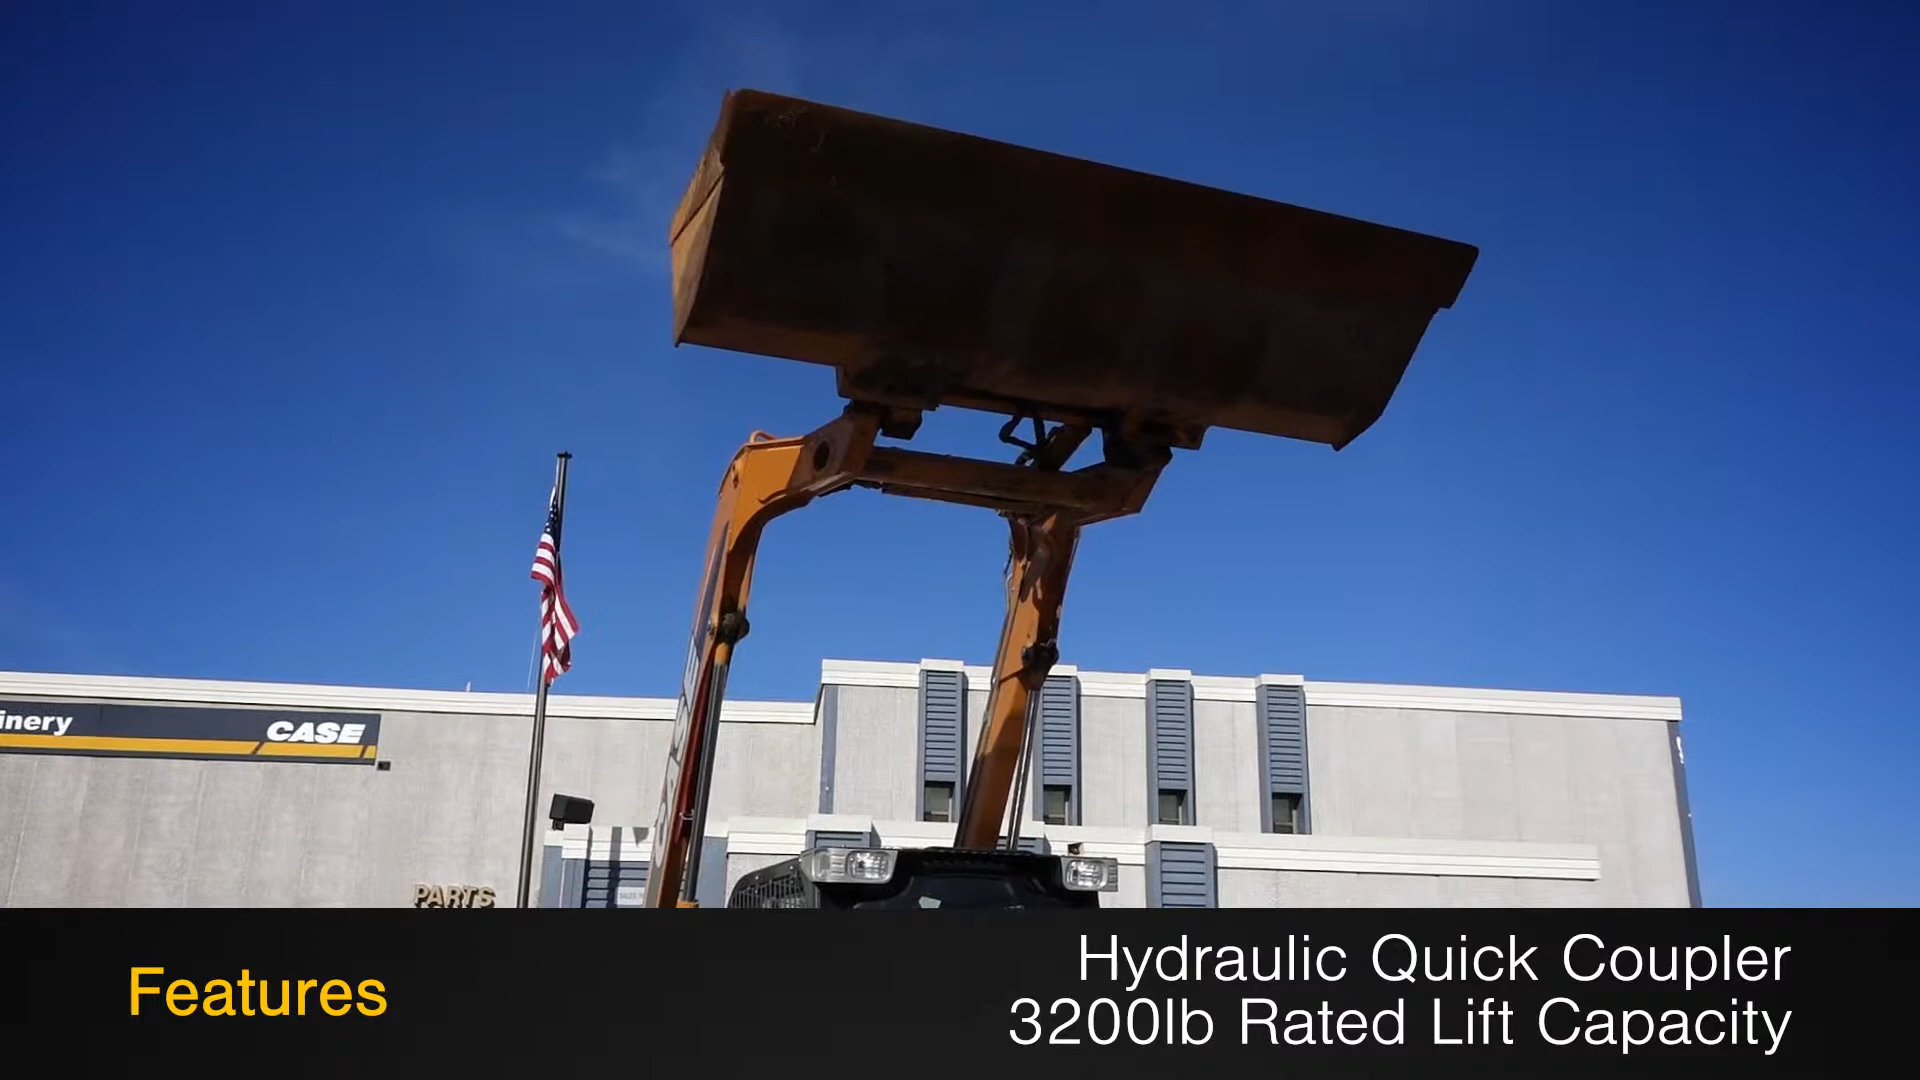 inery
CASE
PARTS
Features
Hydraulic Quick Coupler
3200lb Rated Lift Capacity